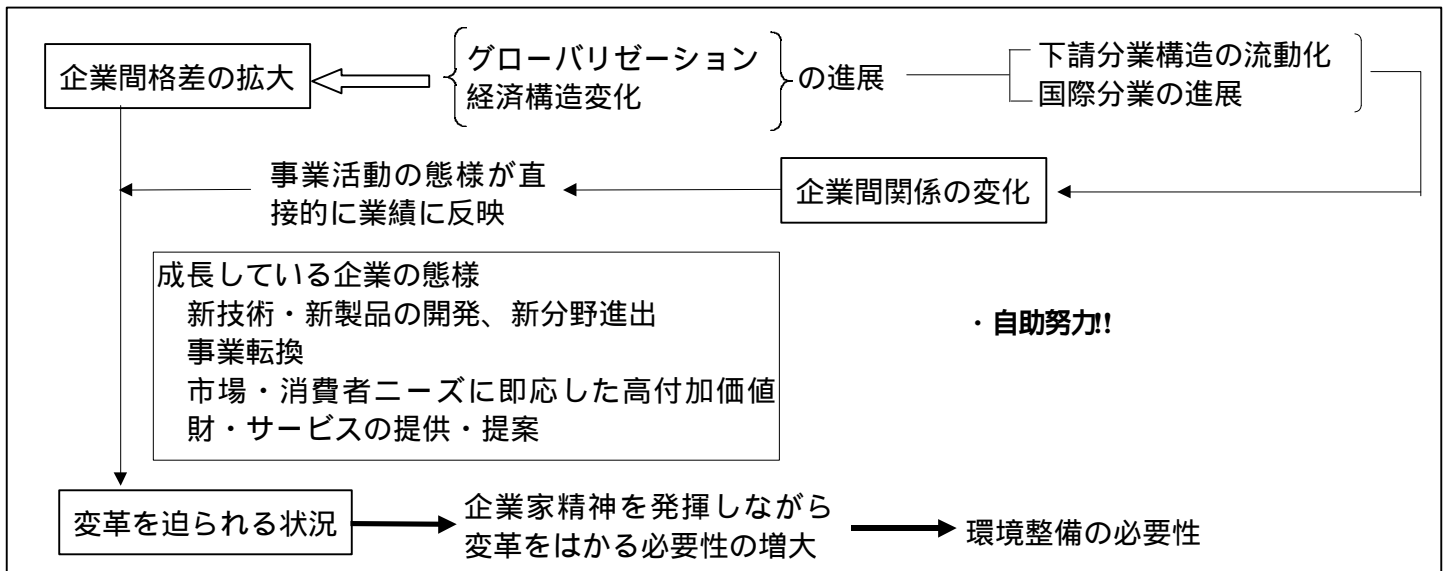 企業間格差の拡大
グローバリゼーション
経済構造変化
の進展
下請分業構造の流動化
国際分業の進展
事業活動の態様が直
接的に業績に反映
企業間関係の変化
成長している企業の態様
新技術・新製品の開発、新分野進出
事業転換
市場・消費者ニーズに即応した高付加価値
財・サービスの提供・提案
・自助努力!!
変革を迫られる状況
企業家精神を発揮しながら
変革をはかる必要性の増大
環境整備の必要性